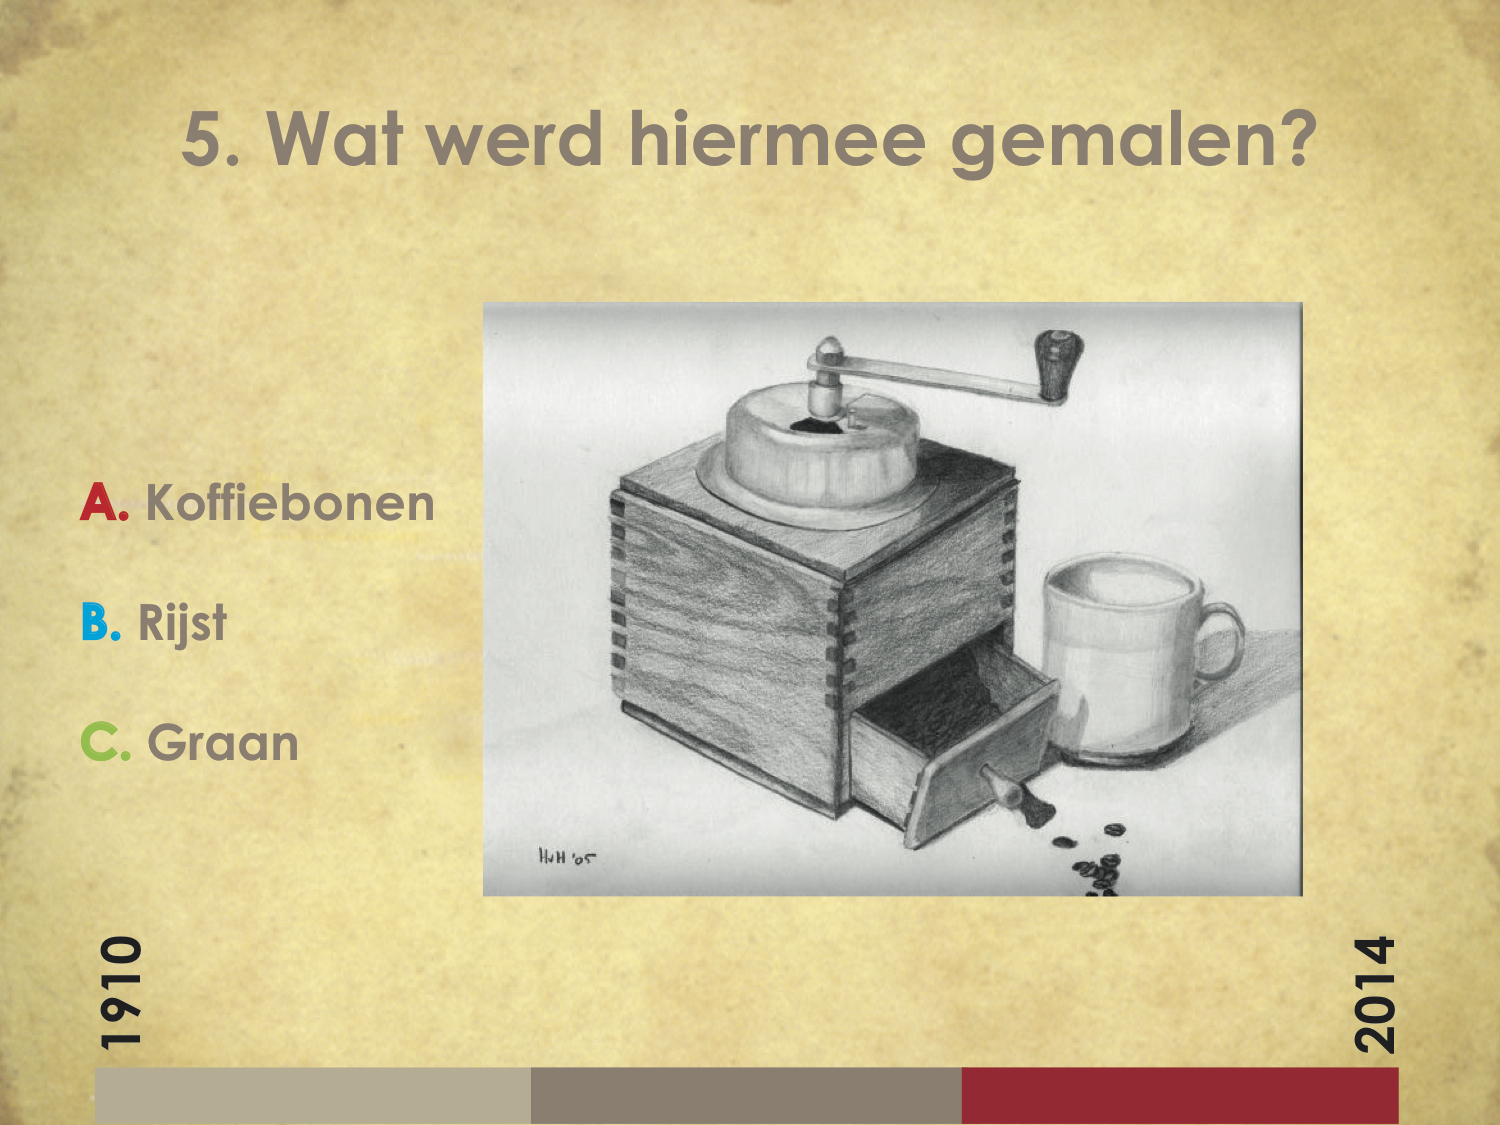 5. Wat werd hiermee gemalen?
A. Koffiebonen
B. Rijst
C. Graan
HvH '05
1910
2014